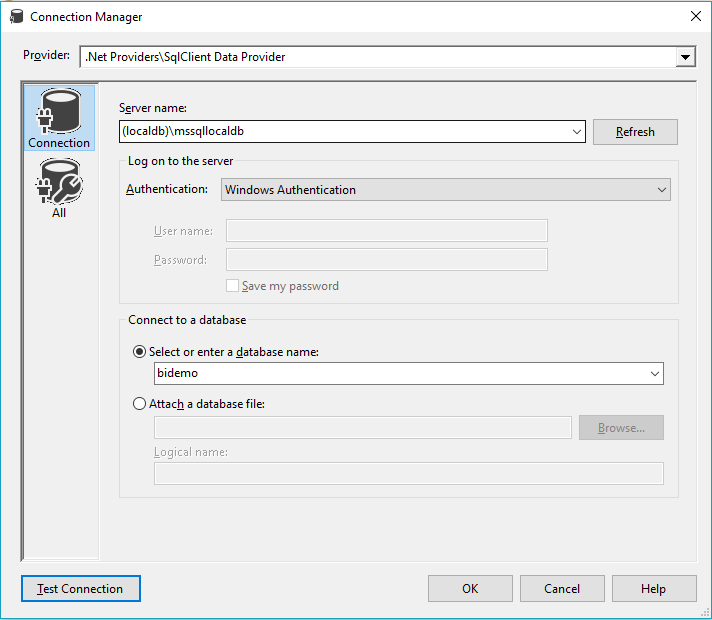 Connection Manager
Provider: .Net Providers\SqlClient Data Provider
Connection
All
Server name:
(localdb)\mssqllocaldb Refresh
Log on to the server
Authentication: Windows Authentication
User name:
Password:
Save my password
Connect to a database
Select or enter a database name:
bidemo
Attach a database file:
Browse...
Logical name:
Test Connection OK Cancel Help